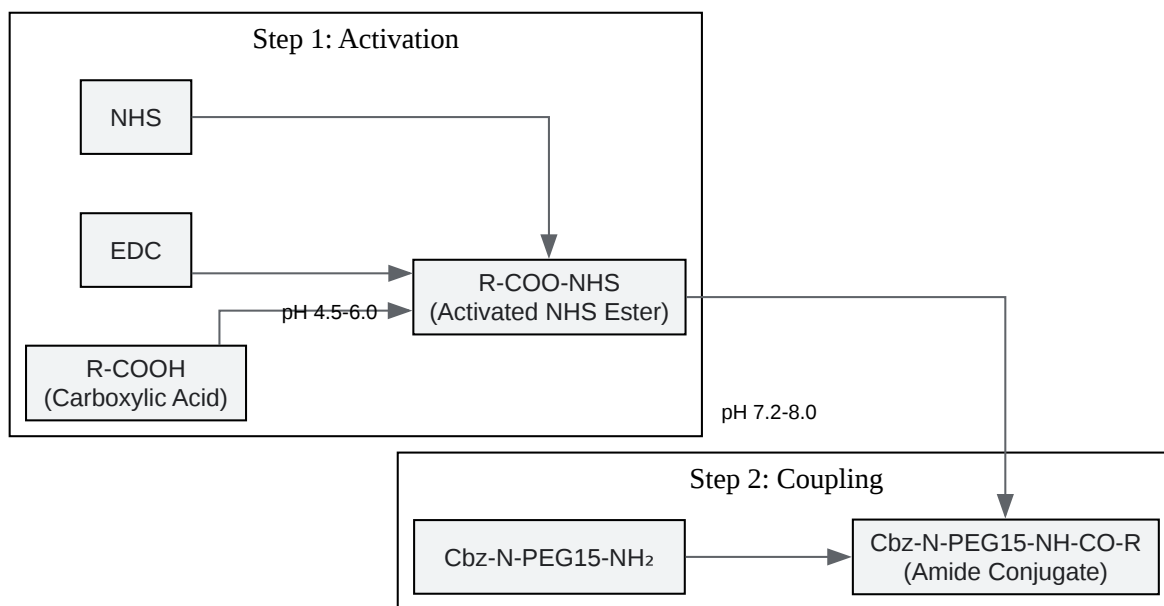 Step 1: Activation
NHS
EDC
R-COO-NHS
(Activated NHS Ester)
pH 4.5-6.0
R-COOH
(Carboxylic Acid)
pH 7.2-8.0
Step 2: Coupling
Cbz-N-PEG15-NH₂
Cbz-N-PEG15-NH-CO-R
(Amide Conjugate)